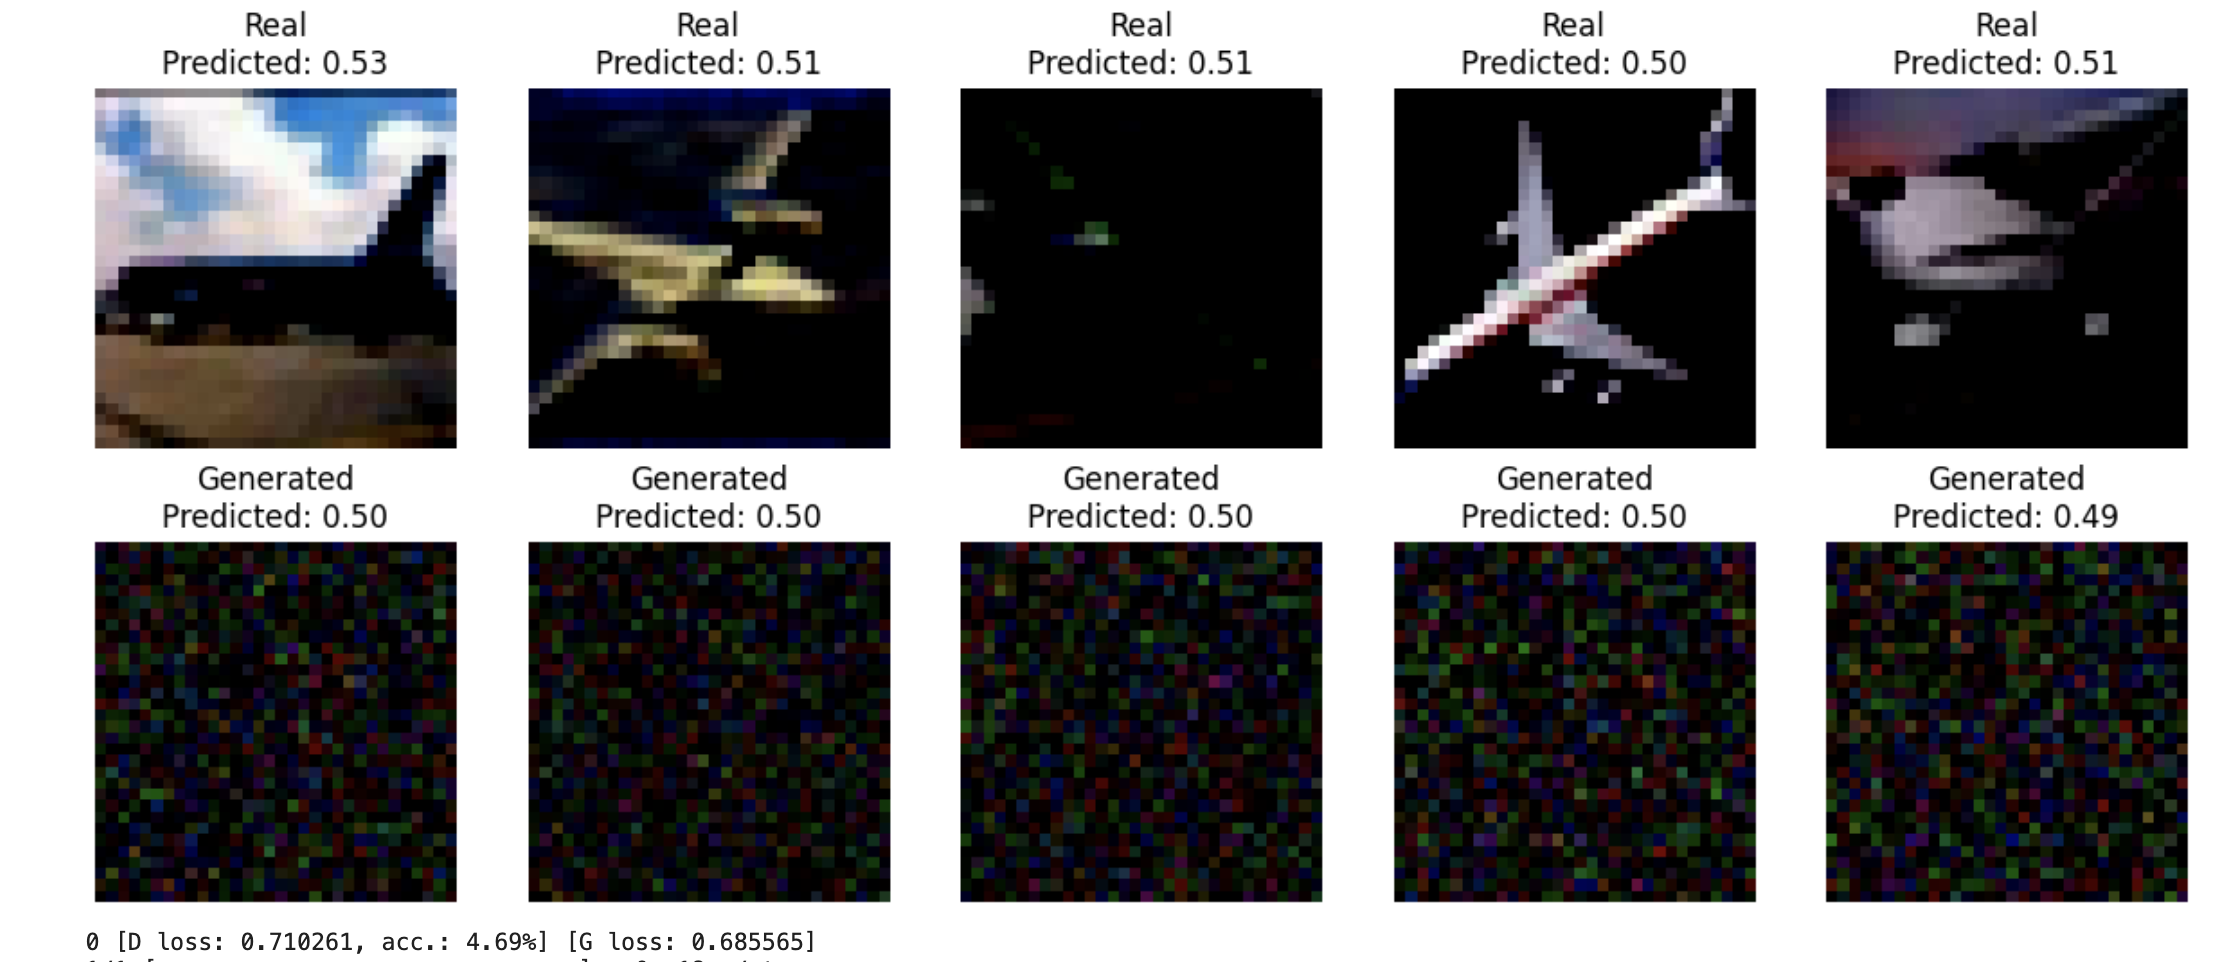 Real
Predicted: 0.53
Real
Predicted: 0.51
Real
Predicted: 0.51
Real
Predicted: 0.50
Real
Predicted: 0.51
Generated
Predicted: 0.50
Generated
Predicted: 0.50
Generated
Predicted: 0.50
Generated
Predicted: 0.50
Generated
Predicted: 0.49
0 [D loss: 0.710261, acc.: 4.69%] [G loss: 0.685565]